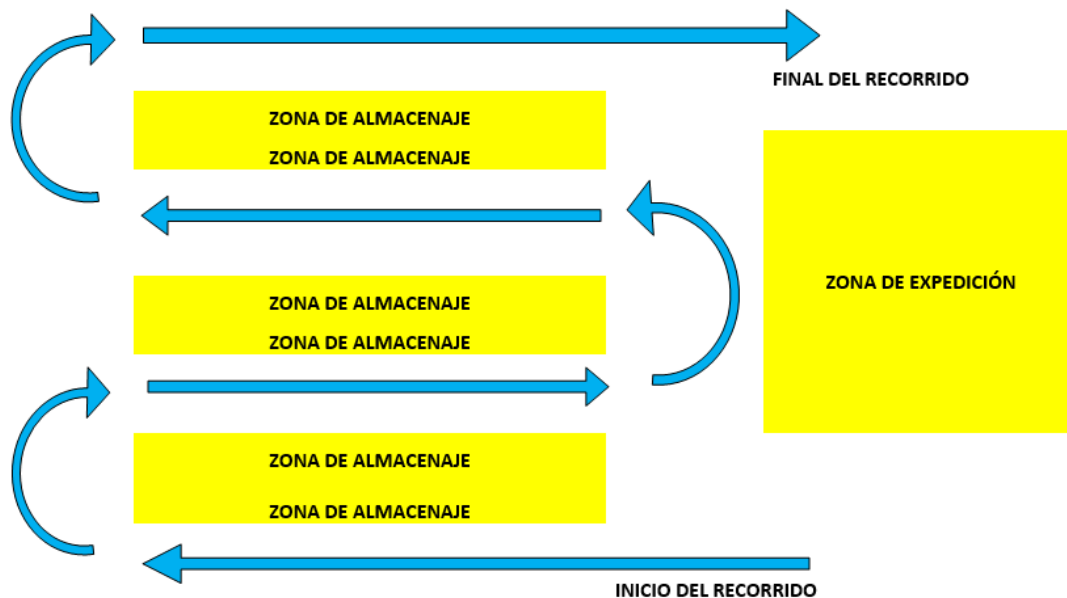 FINAL DEL RECORRIDO
ZONA DE ALMACENAJE
ZONA DE ALMACENAJE
ZONA DE EXPEDICIÓN
ZONA DE ALMACENAJE
ZONA DE ALMACENAJE
ZONA DE ALMACENAJE
ZONA DE ALMACENAJE
INICIO DEL RECORRIDO